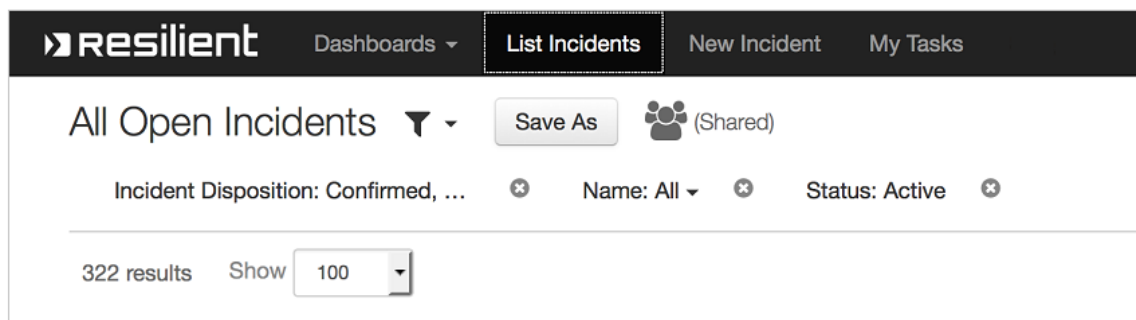 Resilient Dashboards List Incidents New Incident My Tasks
All Open Incidents Save As (Shared)
Incident Disposition: Confirmed, ... Name: All Status: Active
322 results Show 100